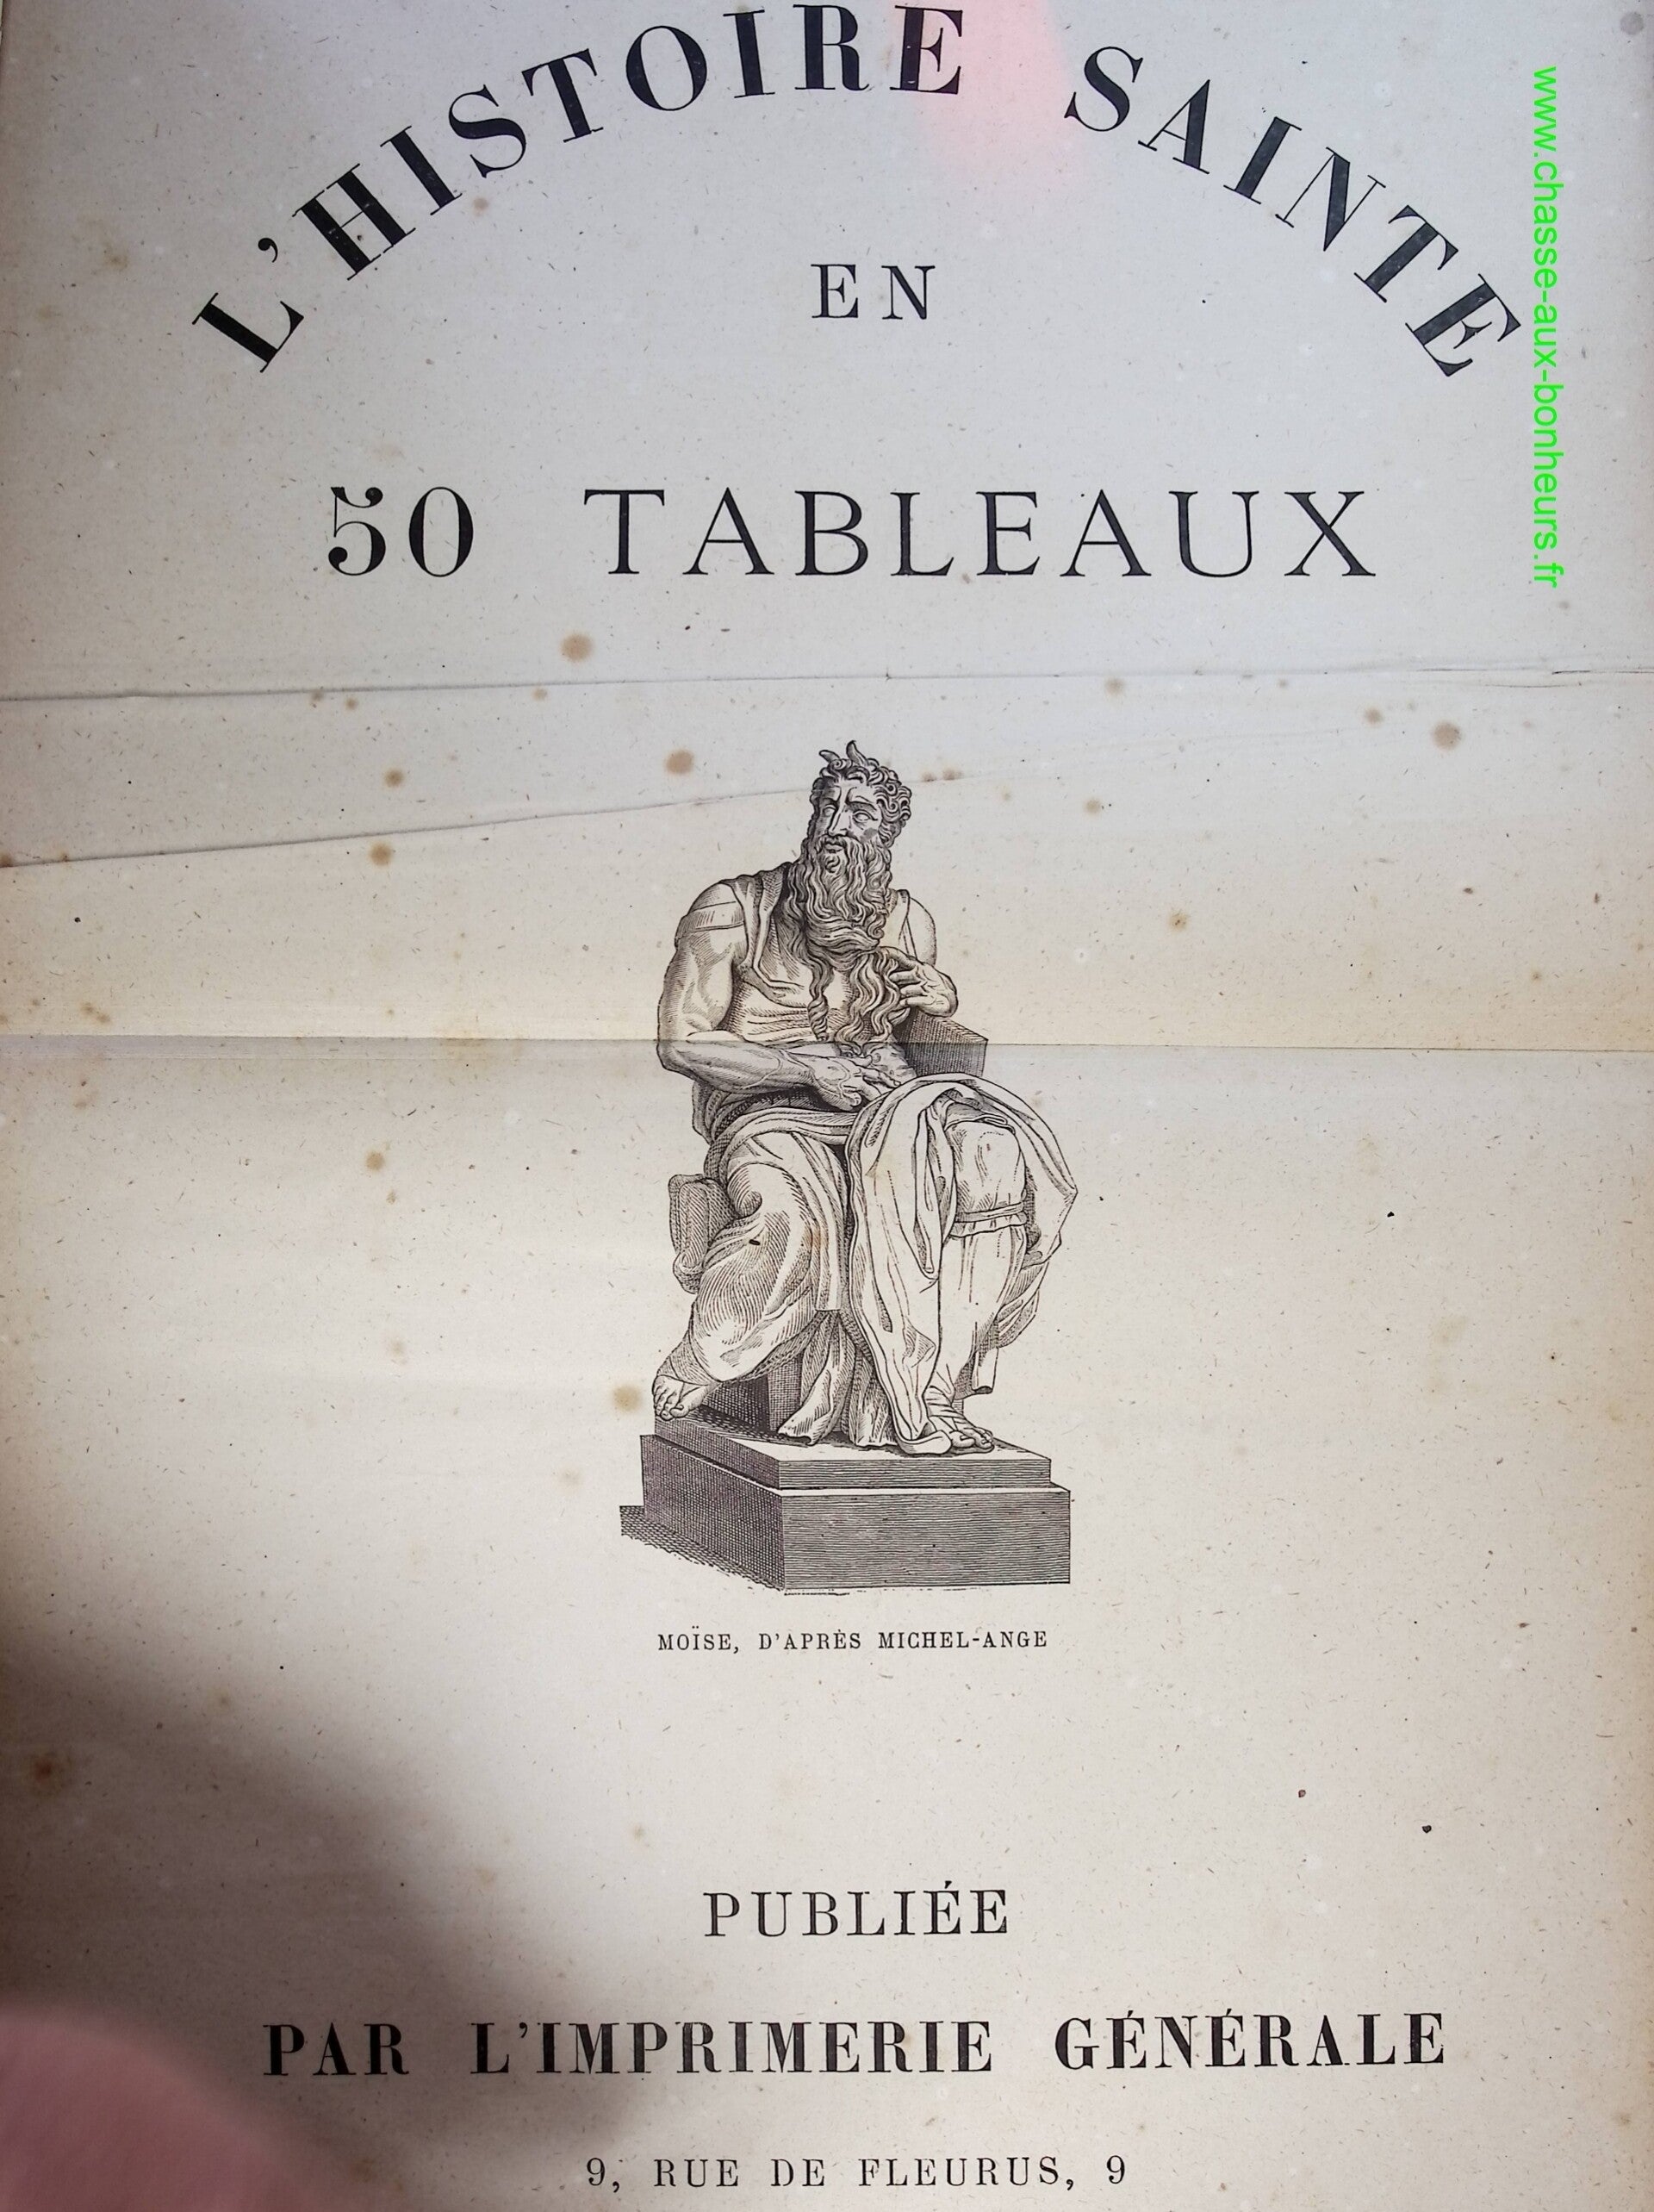 L'HISTOIRE SAINTE
EN
50 TABLEAUX
MOÏSE, D'APRÈS MICHEL-ANGE
PUBLIÉE
PAR L'IMPRIMERIE GÉNÉRALE
9, RUE DE FLEURUS, 9
www.chasse-aux-bonheurs.fr